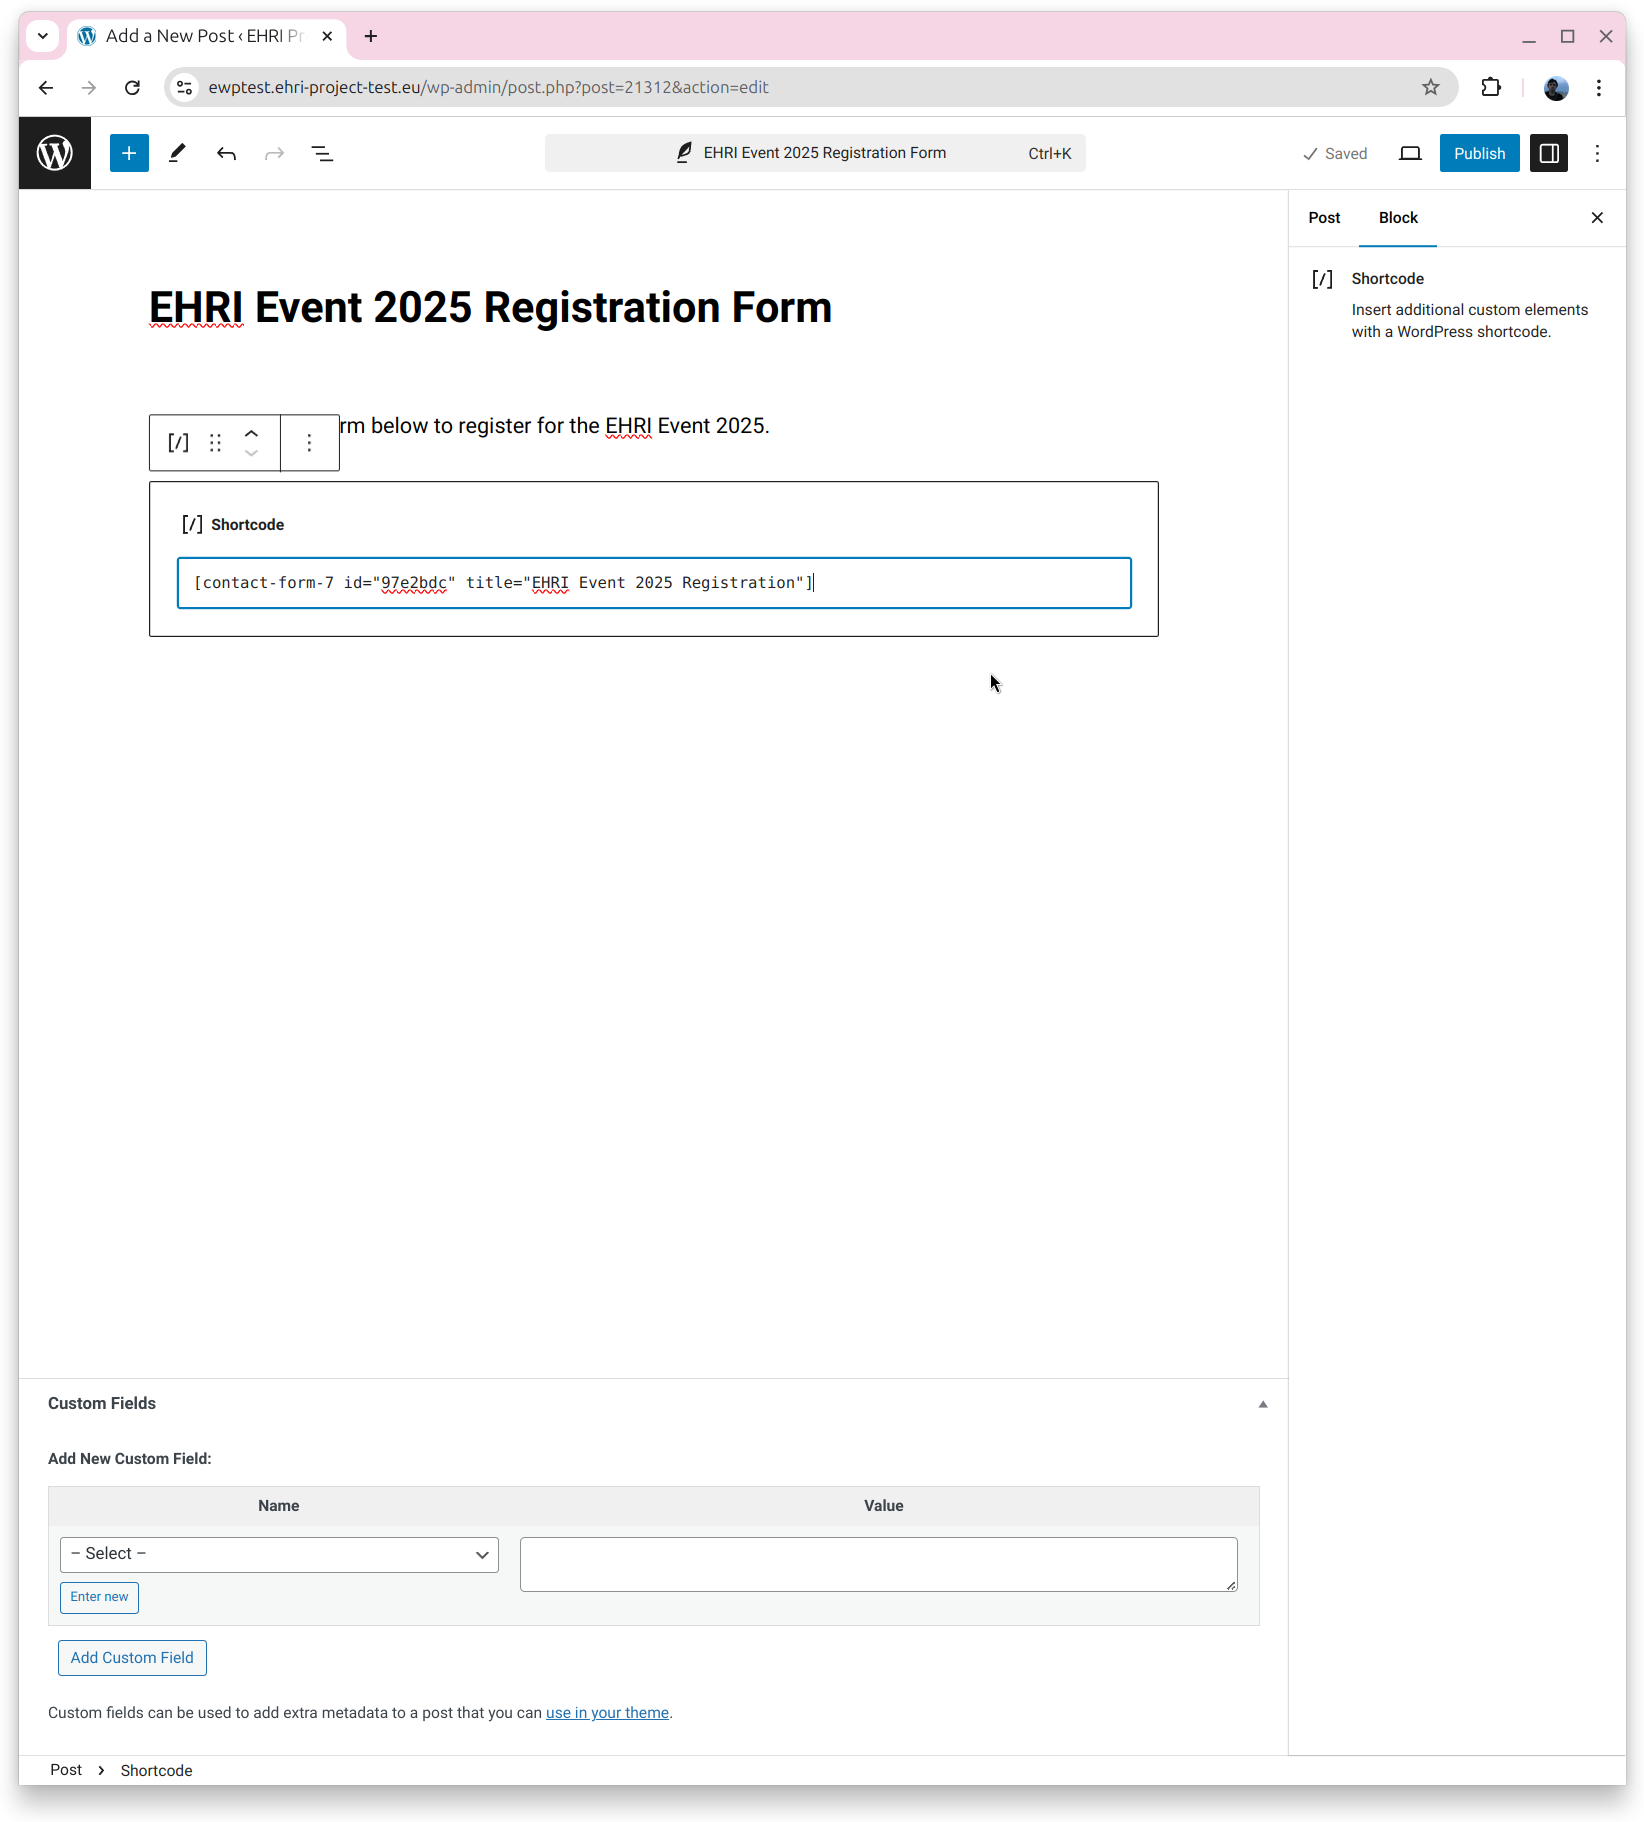 Add a New Post ‹ EHRI Pr
ewptest.ehri-project-test.eu/wp-admin/post.php?post=21312&action=edit
EHRI Event 2025 Registration Form Ctrl+K
Saved
Publish
Post Block
[/] Shortcode
Insert additional custom elements
with a WordPress shortcode.
EHRI Event 2025 Registration Form
rm below to register for the EHRI Event 2025.
[/]
[/] Shortcode
[contact-form-7 id="97e2bdc" title="EHRI Event 2025 Registration"]
Custom Fields
Add New Custom Field:
Name Value
– Select –
Enter new
Add Custom Field
Custom fields can be used to add extra metadata to a post that you can use in your theme.
Post › Shortcode